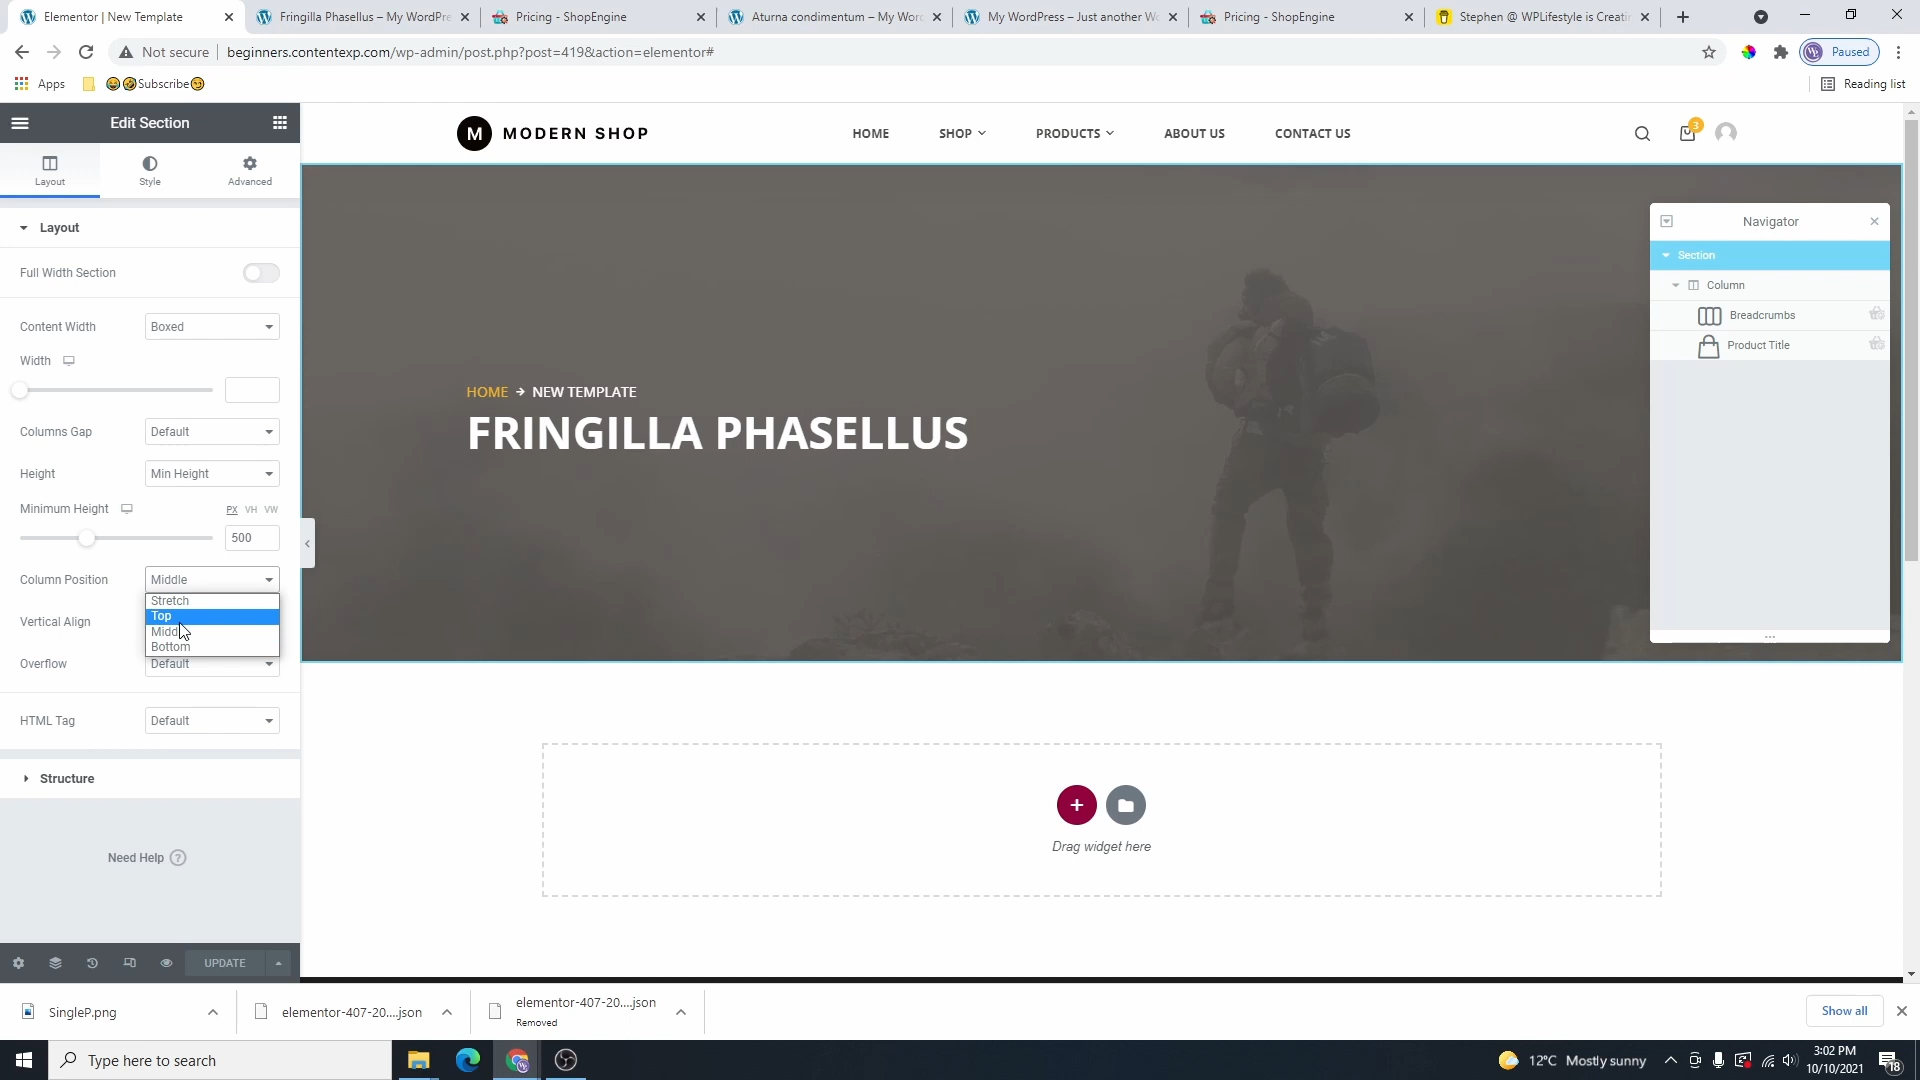 Elementor | New Template
Fringilla Phasellus – My WordPre
Pricing - ShopEngine
Aturna condimentum – My Word
My WordPress – Just another Wo
Pricing - ShopEngine
Stephen @ WPLifestyle is Creatin
Not secure
beginners.contentexp.com/wp-admin/post.php?post=419&action=elementor#
Paused
Apps
😂🤣Subscribe😏
Reading list
Edit Section
Layout
Style
Advanced
M MODERN SHOP
HOME
SHOP
PRODUCTS
ABOUT US
CONTACT US
3
Layout
Full Width Section
Content Width
Boxed
Width
Columns Gap
Default
Height
Min Height
Minimum Height
PX VH VW
500
Column Position
Middle
Stretch
Top
Middle
Bottom
Vertical Align
Overflow
Default
HTML Tag
Default
Structure
Need Help ?
UPDATE
HOME → NEW TEMPLATE
FRINGILLA PHASELLUS
Navigator
Section
Column
Breadcrumbs
Product Title
Drag widget here
SingleP.png
elementor-407-20....json
elementor-407-20....json
Removed
Show all
Type here to search
12°C Mostly sunny
3:02 PM
10/10/2021
18